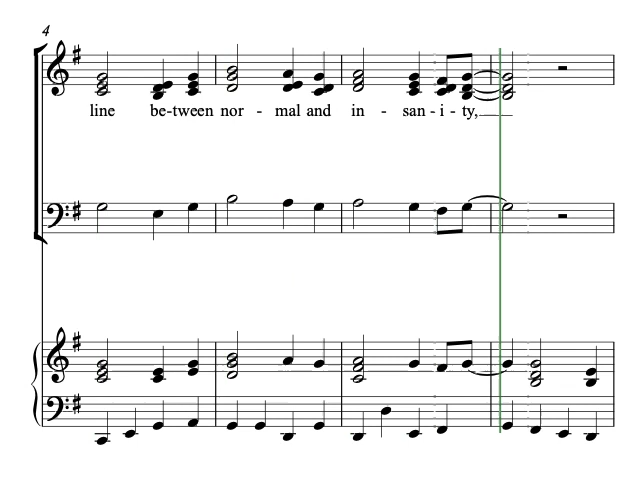 4
line be-tween nor - mal and in - san - i - ty,